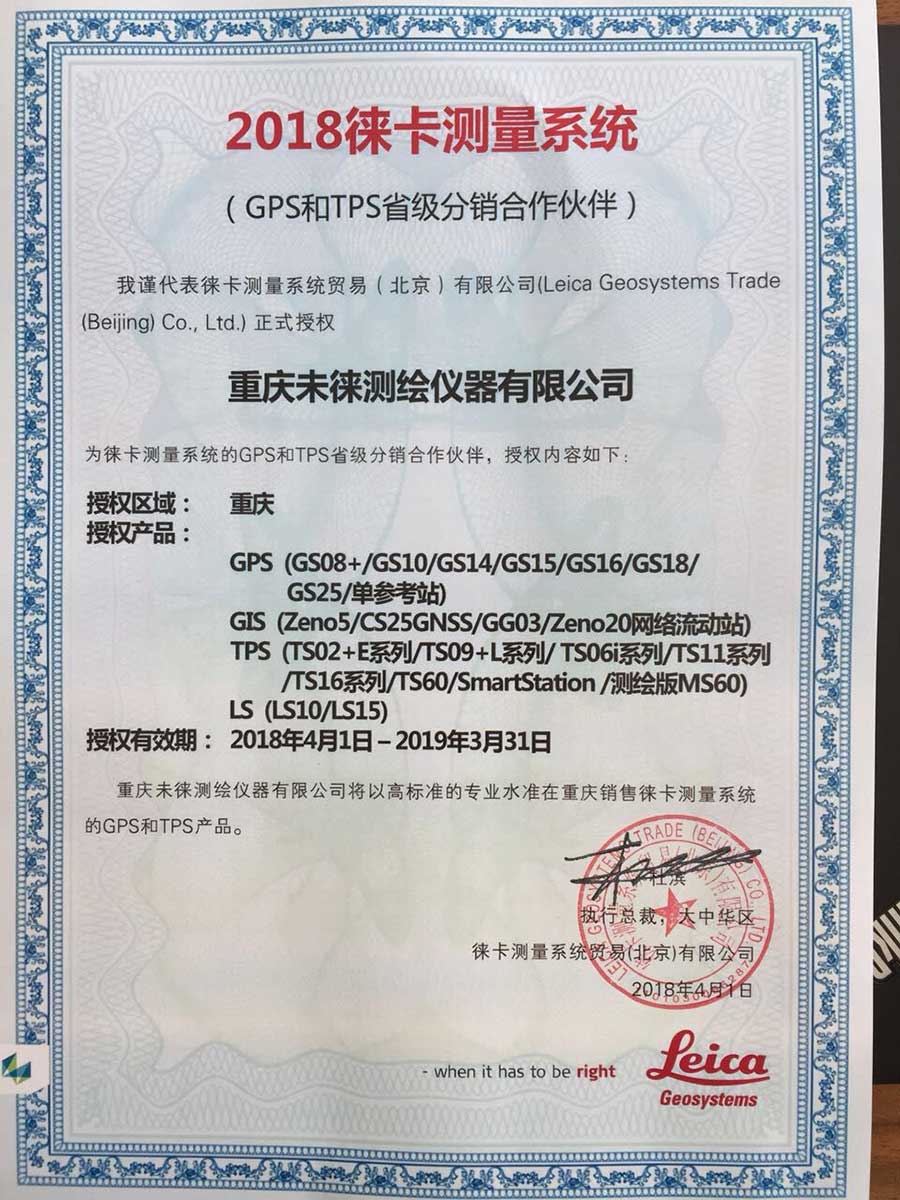 2018徕卡测量系统
（GPS和TPS省级分销合作伙伴）
我谨代表徕卡测量系统贸易（北京）有限公司(Leica Geosystems Trade
(Beijing) Co., Ltd.) 正式授权
重庆未徕测绘仪器有限公司
为徕卡测量系统的GPS和TPS省级分销合作伙伴，授权内容如下：
授权区域： 重庆
授权产品：
GPS (GS08+/GS10/GS14/GS15/GS16/GS18/
GS25/单参考站)
GIS (Zeno5/CS25GNSS/GG03/Zeno20网络流动站)
TPS (TS02+E系列/TS09+L系列/ TS06i系列/TS11系列
/TS16系列/TS60/SmartStation /测绘版MS60)
LS (LS10/LS15)
授权有效期： 2018年4月1日 – 2019年3月31日
重庆未徕测绘仪器有限公司将以高标准的专业水准在重庆销售徕卡测量系统
的GPS和TPS产品。
杜滨
执行总裁，大中华区
徕卡测量系统贸易(北京)有限公司
2018年4月1日
- when it has to be right
Leica
Geosystems